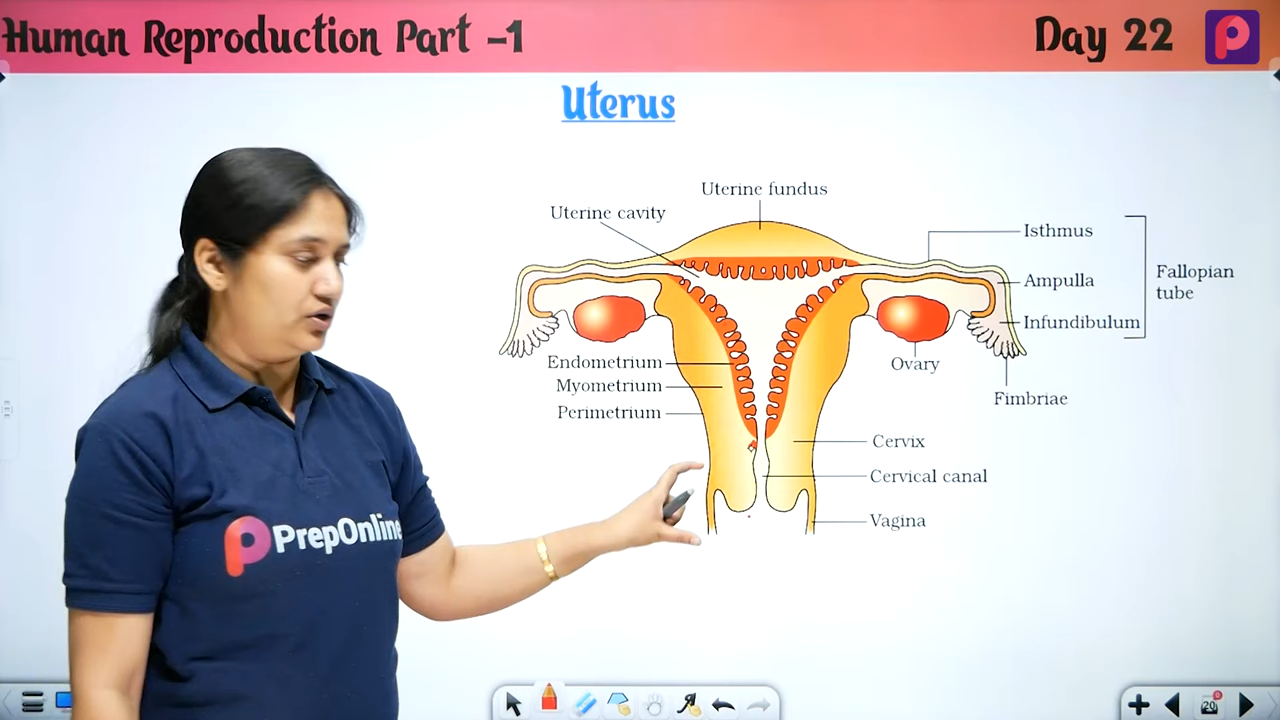 Human Reproduction Part -1
Day 22
Uterus
Uterine fundus
Uterine cavity
Isthmus
Ampulla
Fallopian
tube
Infundibulum
Endometrium
Ovary
Myometrium
Fimbriae
Perimetrium
Cervix
Cervical canal
Vagina
PrepOnline
20